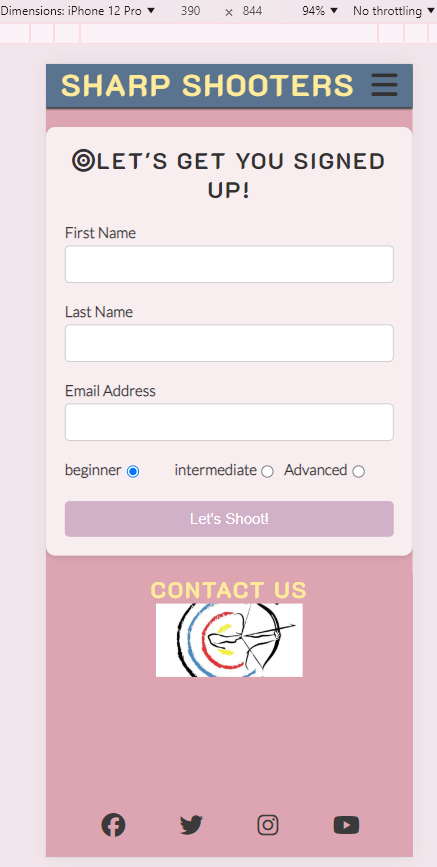 Dimensions: iPhone 12 Pro ▼ 390 × 844 94% ▼ No throttling ▼
SHARP SHOOTERS
LET'S GET YOU SIGNED
UP!
First Name
Last Name
Email Address
beginner intermediate Advanced
Let's Shoot!
CONTACT US